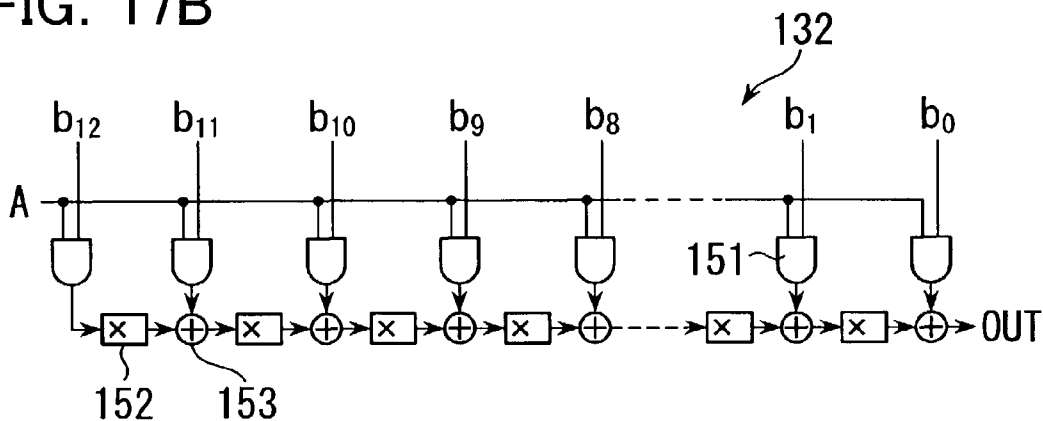 FIG. 17B
132
b12 b11 b10 b9 b8 b1 b0
A
151
× × × × × ×
OUT
152 153